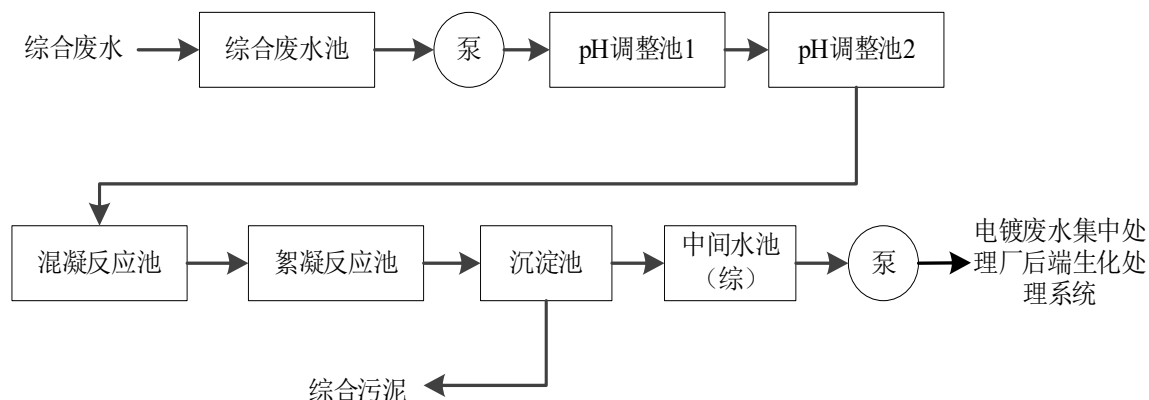 综合废水
综合废水池
泵
pH调整池1
pH调整池2
混凝反应池
絮凝反应池
沉淀池
中间水池
（综）
泵
电镀废水集中处
理厂后端生化处
理系统
综合污泥